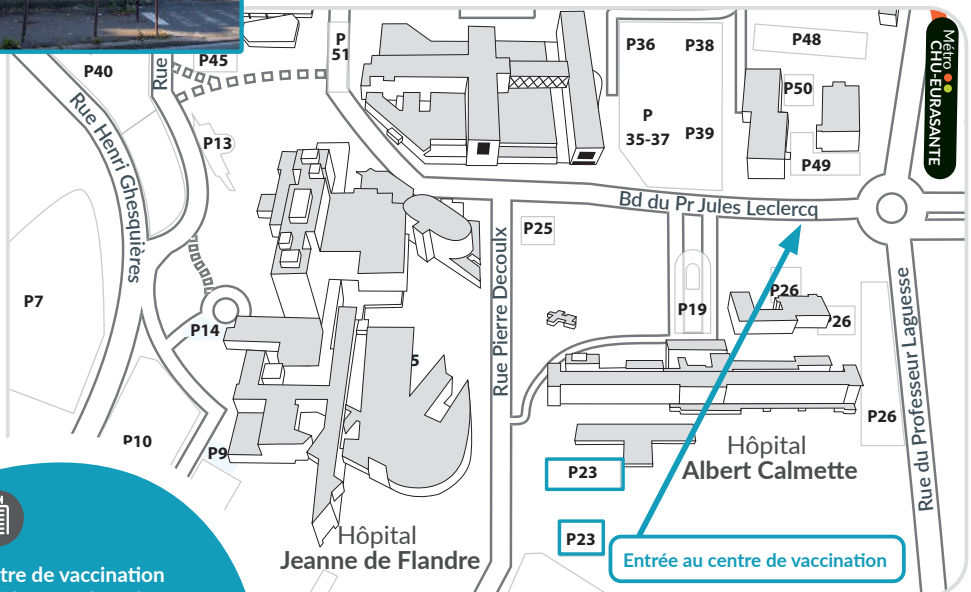 P40
Rue
P45
P
51
P36
P38
P48
Métro
CHU-EURASANTE
Rue Henri Ghesquières
P13
P
35-37
P39
P50
P49
Bd du Pr Jules Leclercq
P25
Rue Pierre Decoulx
P7
P14
P19
P26
26
Rue du Professeur Laguesse
5
P26
P10
P9
Hôpital
Albert Calmette
P23
P23
Hôpital
Jeanne de Flandre
Entrée au centre de vaccination
tre de vaccination